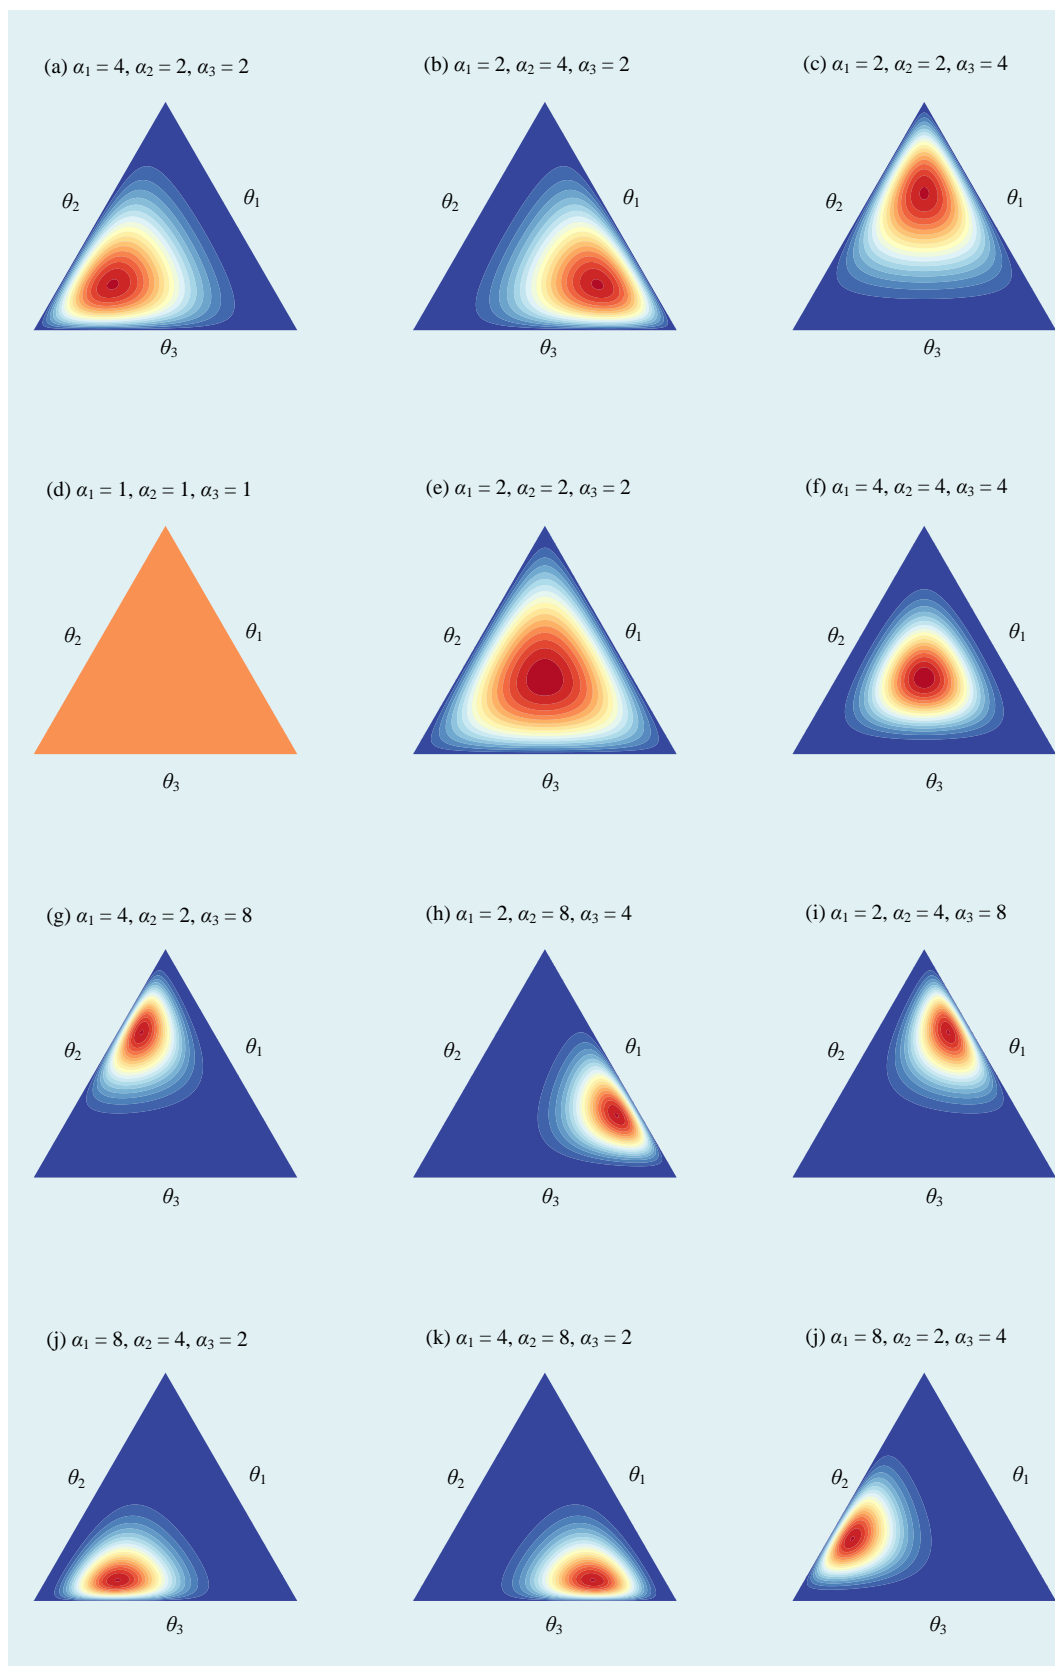 (a) α₁ = 4, α₂ = 2, α₃ = 2
(b) α₁ = 2, α₂ = 4, α₃ = 2
(c) α₁ = 2, α₂ = 2, α₃ = 4
θ₂
θ₁
θ₂
θ₁
θ₂
θ₁
θ₃
θ₃
θ₃
(d) α₁ = 1, α₂ = 1, α₃ = 1
(e) α₁ = 2, α₂ = 2, α₃ = 2
(f) α₁ = 4, α₂ = 4, α₃ = 4
θ₂
θ₁
θ₂
θ₁
θ₂
θ₁
θ₃
θ₃
θ₃
(g) α₁ = 4, α₂ = 2, α₃ = 8
(h) α₁ = 2, α₂ = 8, α₃ = 4
(i) α₁ = 2, α₂ = 4, α₃ = 8
θ₂
θ₁
θ₂
θ₁
θ₂
θ₁
θ₃
θ₃
θ₃
(j) α₁ = 8, α₂ = 4, α₃ = 2
(k) α₁ = 4, α₂ = 8, α₃ = 2
(j) α₁ = 8, α₂ = 2, α₃ = 4
θ₂
θ₁
θ₂
θ₁
θ₂
θ₁
θ₃
θ₃
θ₃